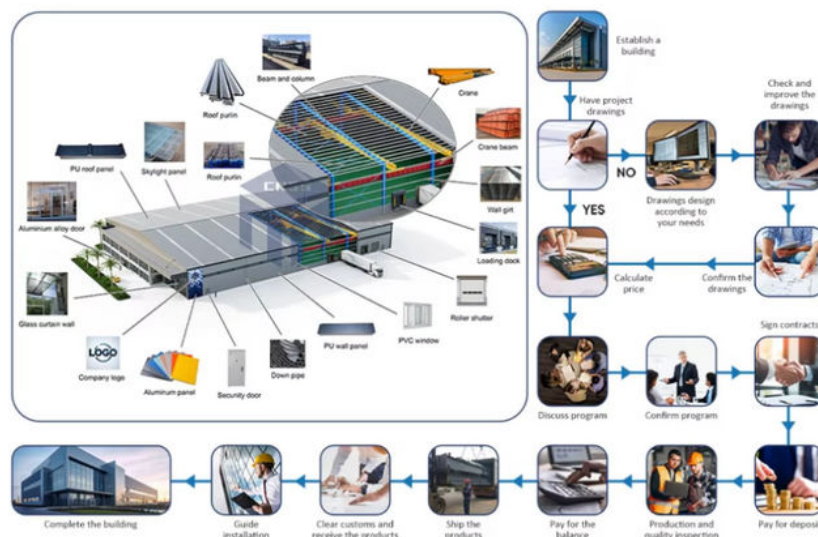 Beam and column
Crane
Roof purlin
Crane beam
Skylight panel
Roof purlin
PU roof panel
Wall girt
Aluminium alloy door
Loading dock
Glass curtain wall
Roller shutter
PVC window
PU wall panel
LOGO
Company logo
Down pipe
Aluminum panel
Security door
Establish a
building
Have project
drawings
NO
Drawings design
according to
your needs
Check and
improve the
drawings
YES
Calculate
price
Confirm the
drawings
Discuss program
Confirm program
Sign contracts
Pay for deposit
Production and
quality inspection
Pay for the
balance
Ship the
products
Clear customs and
receive the products
Guide
installation
Complete the building